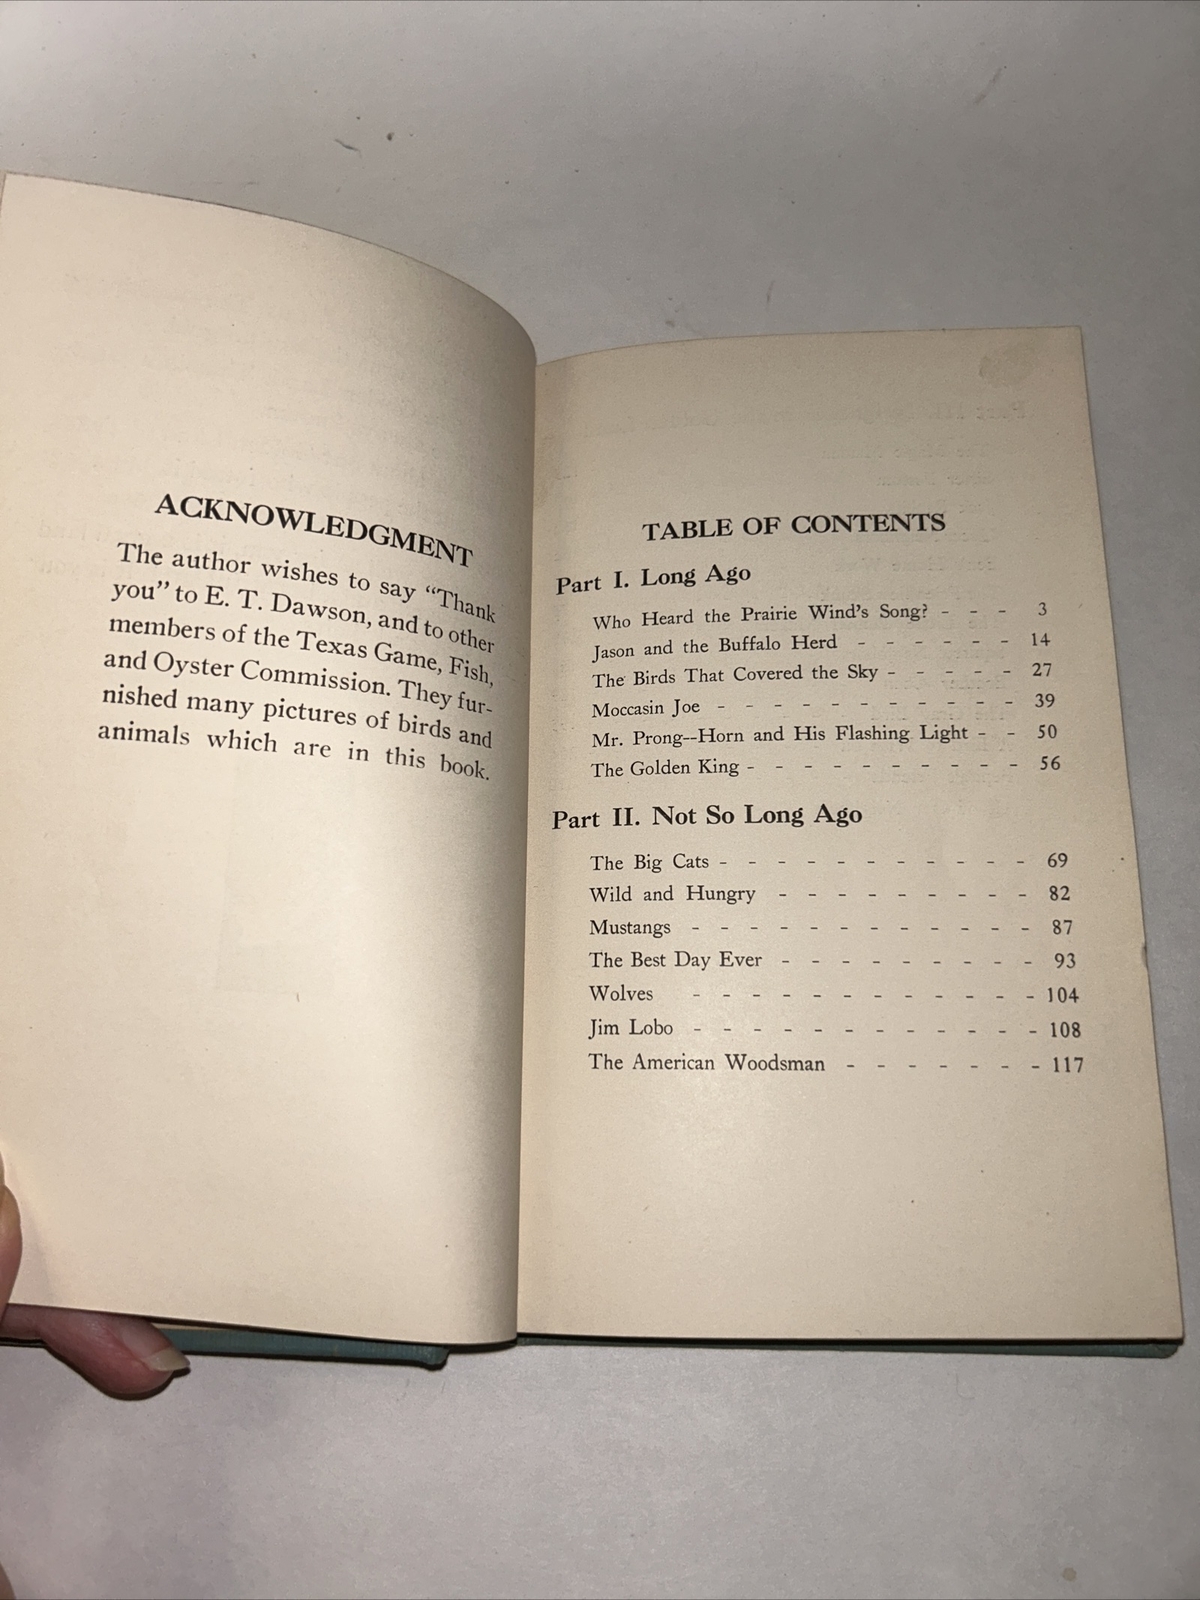 ACKNOWLEDGMENT
The author wishes to say "Thank
you" to E. T. Dawson, and to other
members of the Texas Game, Fish,
and Oyster Commission. They fur-
nished many pictures of birds and
animals which are in this book.
TABLE OF CONTENTS
Part I. Long Ago
Who Heard the Prairie Wind's Song? - - - 3
Jason and the Buffalo Herd - - - - - - 14
The Birds That Covered the Sky - - - - - 27
Moccasin Joe - - - - - - - - - - - 39
Mr. Prong--Horn and His Flashing Light - - 50
The Golden King - - - - - - - - - - 56
Part II. Not So Long Ago
The Big Cats - - - - - - - - - - - 69
Wild and Hungry - - - - - - - - - 82
Mustangs - - - - - - - - - - - - 87
The Best Day Ever - - - - - - - - - 93
Wolves - - - - - - - - - - - - 104
Jim Lobo - - - - - - - - - - - - 108
The American Woodsman - - - - - - - 117